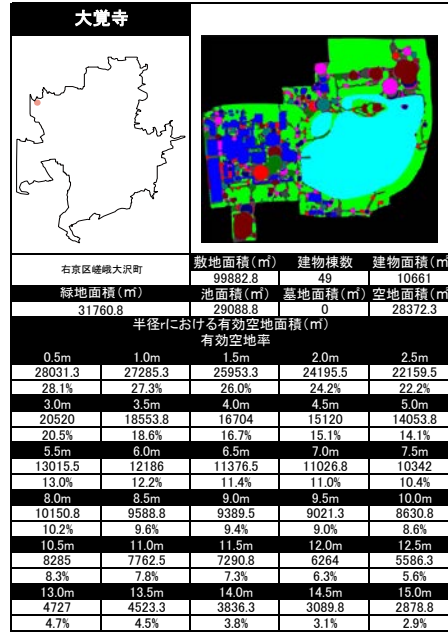 大覚寺
右京区嵯峨大沢町
敷地面積(㎡) 建物棟数 建物面積(㎡
99882.8 49 10661
緑地面積(㎡) 池面積(㎡) 墓地面積(㎡) 空地面積(㎡)
31760.8 29088.8 0 28372.3
半径rにおける有効空地面積(㎡)
有効空地率
0.5m 1.0m 1.5m 2.0m 2.5m
28031.3 27285.3 25953.3 24195.5 22159.5
28.1% 27.3% 26.0% 24.2% 22.2%
3.0m 3.5m 4.0m 4.5m 5.0m
20520 18553.8 16704 15120 14053.8
20.5% 18.6% 16.7% 15.1% 14.1%
5.5m 6.0m 6.5m 7.0m 7.5m
13015.5 12186 11376.5 11026.8 10342
13.0% 12.2% 11.4% 11.0% 10.4%
8.0m 8.5m 9.0m 9.5m 10.0m
10150.8 9588.8 9389.5 9021.3 8630.8
10.2% 9.6% 9.4% 9.0% 8.6%
10.5m 11.0m 11.5m 12.0m 12.5m
8285 7762.5 7290.8 6264 5586.3
8.3% 7.8% 7.3% 6.3% 5.6%
13.0m 13.5m 14.0m 14.5m 15.0m
4727 4523.3 3836.3 3089.8 2878.8
4.7% 4.5% 3.8% 3.1% 2.9%